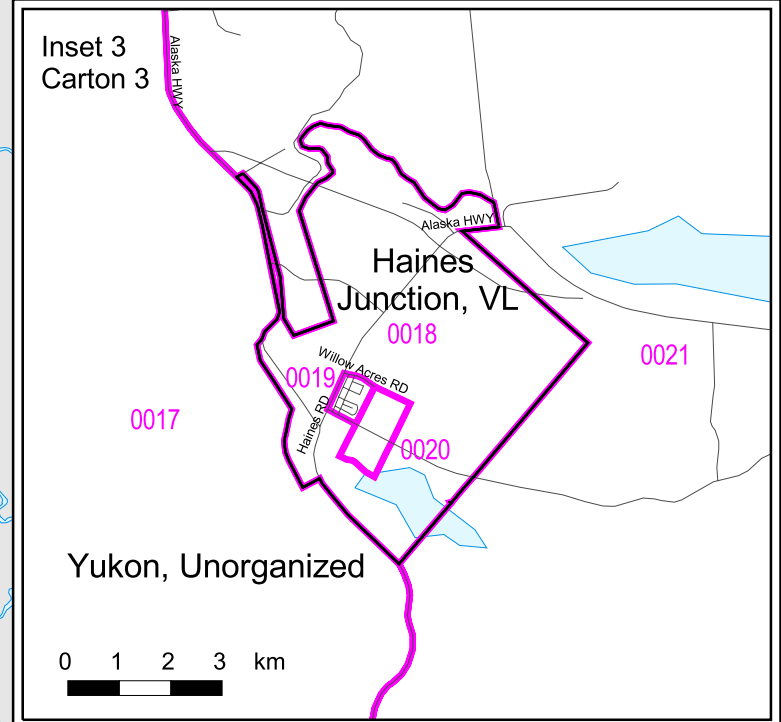 Inset 3
Carton 3
Alaska HWY
Alaska HWY
Haines
Junction, VL
0018
0021
Willow Acres RD
0019
Haines RD
0017
0020
Yukon, Unorganized
0 1 2 3 km